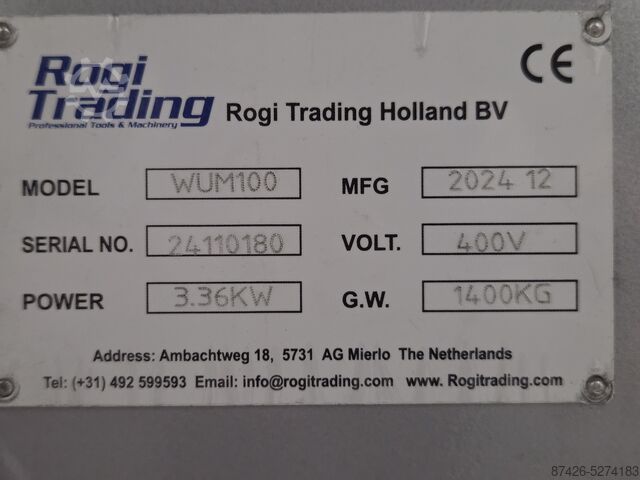 Rogi
Trading
Professional Tools & Machinery
CE
Rogi Trading Holland BV
MODEL WUM100 MFG 2024 12
SERIAL NO. 24110180 VOLT. 400V
POWER 3.36KW G.W. 1400KG
Address: Ambachtweg 18, 5731 AG Mierlo The Netherlands
Tel: (+31) 492 599593 Email: info@rogitrading.com www. Rogitrading.com
87426-5274183